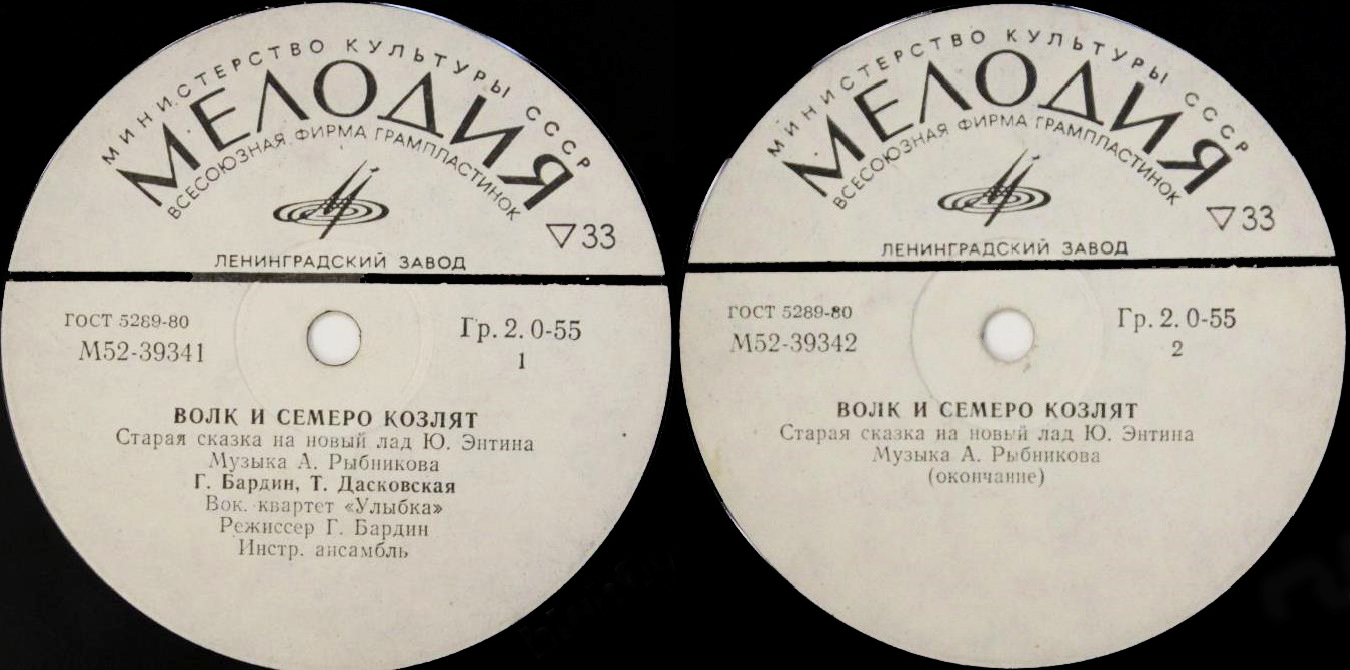 МИНИСТЕРСТВО КУЛЬТУРЫ СССР
МЕЛОДИЯ
ВСЕСОЮЗНАЯ ФИРМА ГРАМПЛАСТИНОК
33
ЛЕНИНГРАДСКИЙ ЗАВОД
ГОСТ 5289-80
Гр. 2. 0-55
М52-39341
1
ВОЛК И СЕМЕРО КОЗЛЯТ
Старая сказка на новый лад Ю. Энтина
Музыка А. Рыбникова
Г. Бардин, Т. Дасковская
Вок. квартет «Улыбка»
Режиссер Г. Бардин
Инстр. ансамбль
МИНИСТЕРСТВО КУЛЬТУРЫ СССР
МЕЛОДИЯ
ВСЕСОЮЗНАЯ ФИРМА ГРАМПЛАСТИНОК
33
ЛЕНИНГРАДСКИЙ ЗАВОД
ГОСТ 5289-80
Гр. 2. 0-55
М52-39342
2
ВОЛК И СЕМЕРО КОЗЛЯТ
Старая сказка на новый лад Ю. Энтина
Музыка А. Рыбникова
(окончание)